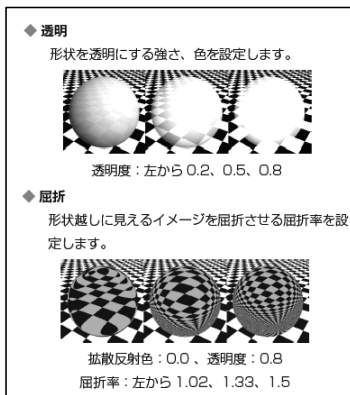 ◆ 透明
形状を透明にする強さ、色を設定します。
透明度：左から 0.2、0.5、0.8
◆ 屈折
形状越しに見えるイメージを屈折させる屈折率を設
定します。
拡散反射色：0.0 、透明度：0.8
屈折率：左から 1.02、1.33、1.5